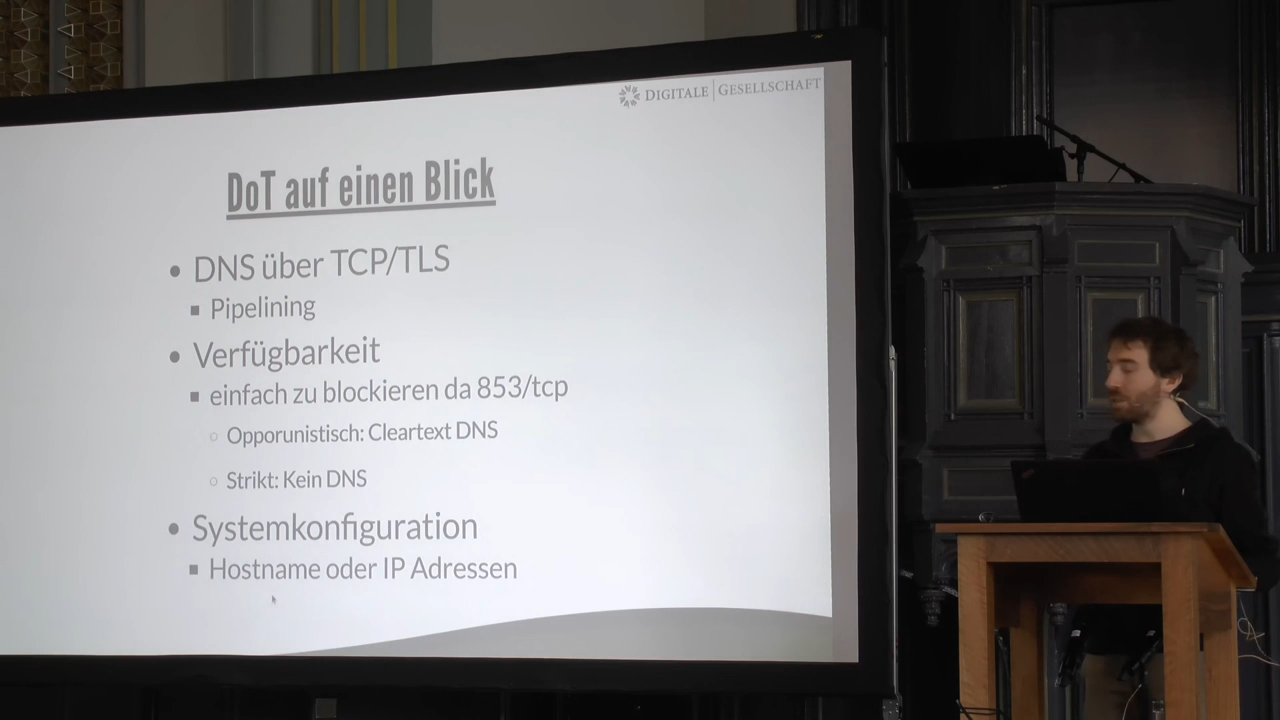 DIGITALE | GESELLSCHAFT
DoT auf einen Blick
• DNS über TCP/TLS
▪ Pipelining
• Verfügbarkeit
▪ einfach zu blockieren da 853/tcp
○ Opporunistisch: Cleartext DNS
○ Strikt: Kein DNS
• Systemkonfiguration
▪ Hostname oder IP Adressen